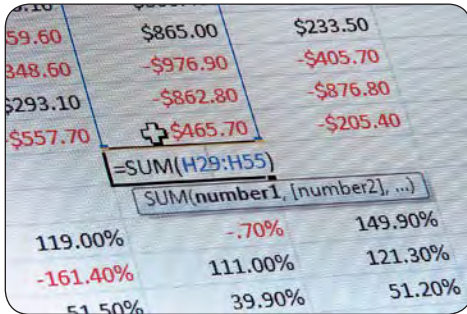 $865.00 $233.50
348.60 -$976.90 -$405.70
$293.10 -$862.80 -$876.80
-$557.70 $465.70 -$205.40
=SUM(H29:H55)
SUM(number1, [number2], ...)
119.00% -.70% 149.90%
-161.40% 111.00% 121.30%
51.50% 39.90% 51.20%